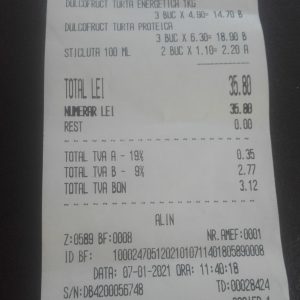 DULCOFRUCT TURTA ENERGETICA 1KG
3 BUC X 4.90= 14.70 B
DULCOFRUCT TURTA PROTEICA
3 BUC X 6.30= 18.90 B
STICLUTA 100 ML 2 BUC X 1.10= 2.20 A
TOTAL LEI 35.80
NUMERAR LEI 35.80
REST 0.00
TOTAL TVA A - 19% 0.35
TOTAL TVA B - 9% 2.77
TOTAL TVA BON 3.12
ALIN
Z:0589 BF:0008 NR.AMEF:0001
ID BF: 10002470512021010711401805890008
DATA: 07-01-2021 ORA: 11:40:18
S/N:DB4200056748 TD:00028424